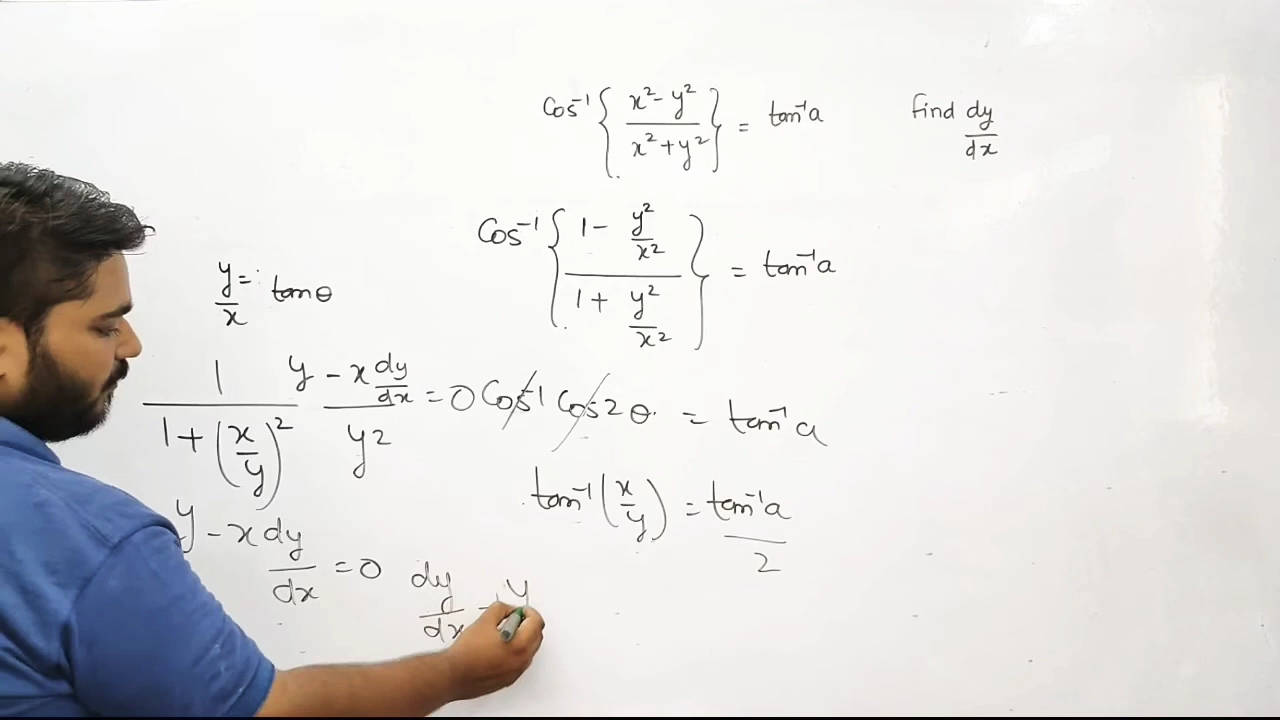 Cos⁻¹ { x² - y² / x² + y² } = tan⁻¹a find dy/dx
Cos⁻¹ { 1 - y²/x² / 1 + y²/x² } = tan⁻¹a
y/x = tanθ
1 / 1 + (x/y)² y - x dy/dx / y² = 0
Cos⁻¹ Cos2θ. = tan⁻¹a
tan⁻¹(x/y) = tan⁻¹a / 2
y - x dy/dx = 0
dy/dx y